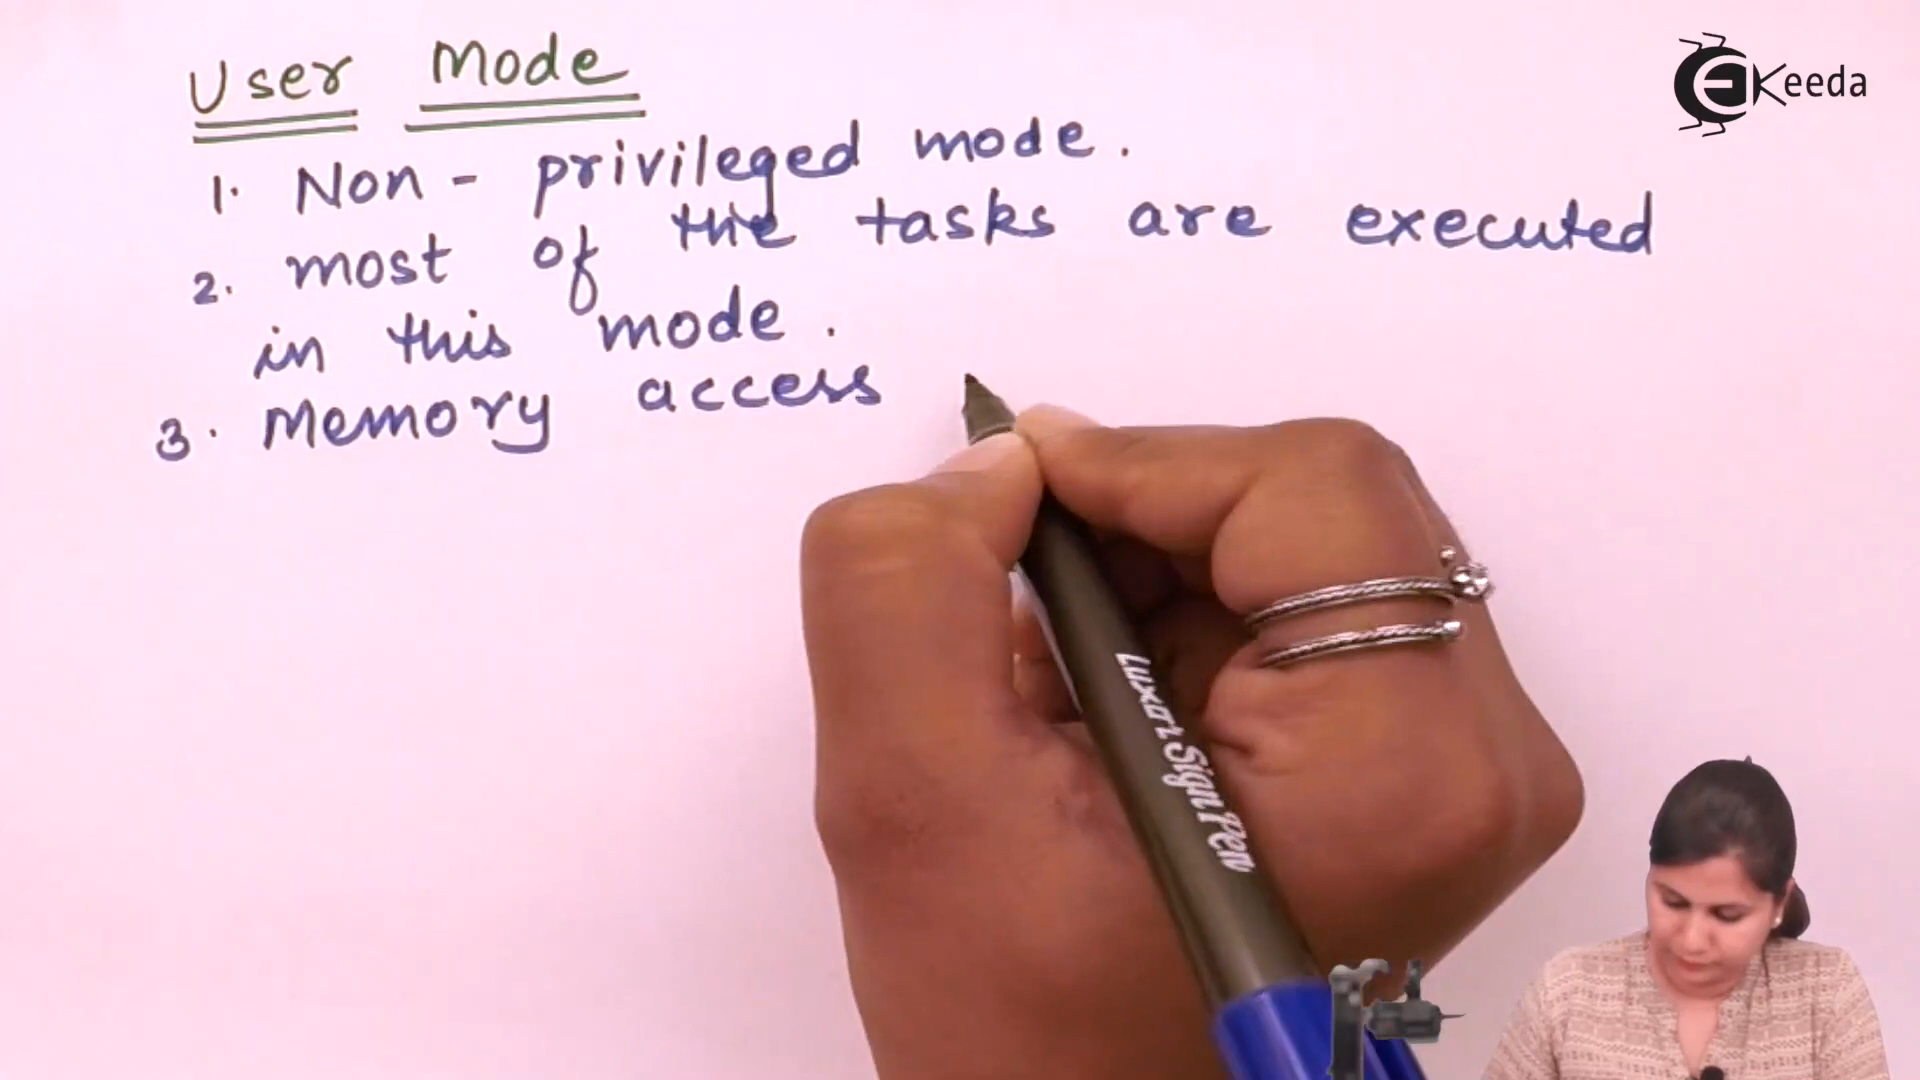 User Mode
1. Non - privileged mode.
2. most of the tasks are executed
in this mode.
3. Memory access
EKeeda
Luxor Sign Pen